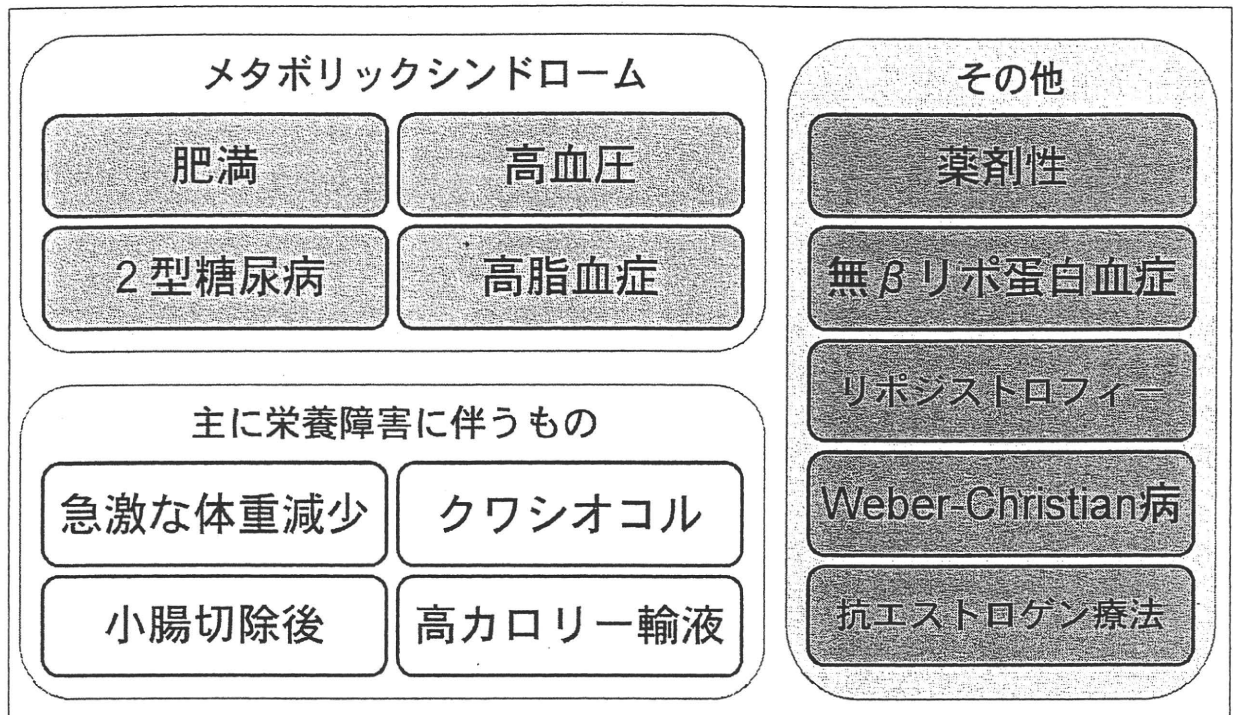 メタボリックシンドローム
肥満
高血圧
2型糖尿病
高脂血症
主に栄養障害に伴うもの
急激な体重減少
クワシオコル
小腸切除後
高カロリー輸液
その他
薬剤性
無βリポ蛋白血症
リポジストロフィー
Weber-Christian病
抗エストロゲン療法